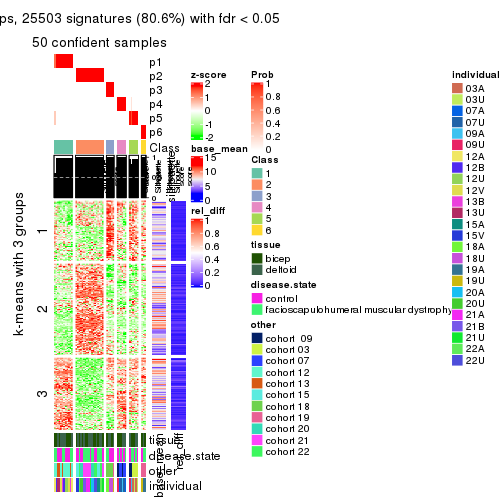 ps, 25503 signatures (80.6%) with fdr < 0.05
50 confident samples
p1
p2
p3
p4
p5
p6
Class
k-means with 3 groups
1
2
3
tissue
disease.state
other
individual
base_mean
rel_diff
z-score
2
1
0
-1
-2
base_mean
15
10
5
0
rel_diff
1
0.8
0.6
0.4
0.2
0
Prob
1
0.8
0.6
0.4
0.2
0
Class
1
2
3
4
5
6
tissue
bicep
deltoid
disease.state
control
facioscapulohumeral muscular dystrophy
other
cohort 09
cohort 03
cohort 07
cohort 12
cohort 13
cohort 15
cohort 18
cohort 19
cohort 20
cohort 21
cohort 22
individual
03A
03U
07A
07U
09A
09U
12A
12B
12U
12V
13B
13U
15A
15V
18A
18U
19A
19U
20A
20U
21A
21B
21U
22A
22U